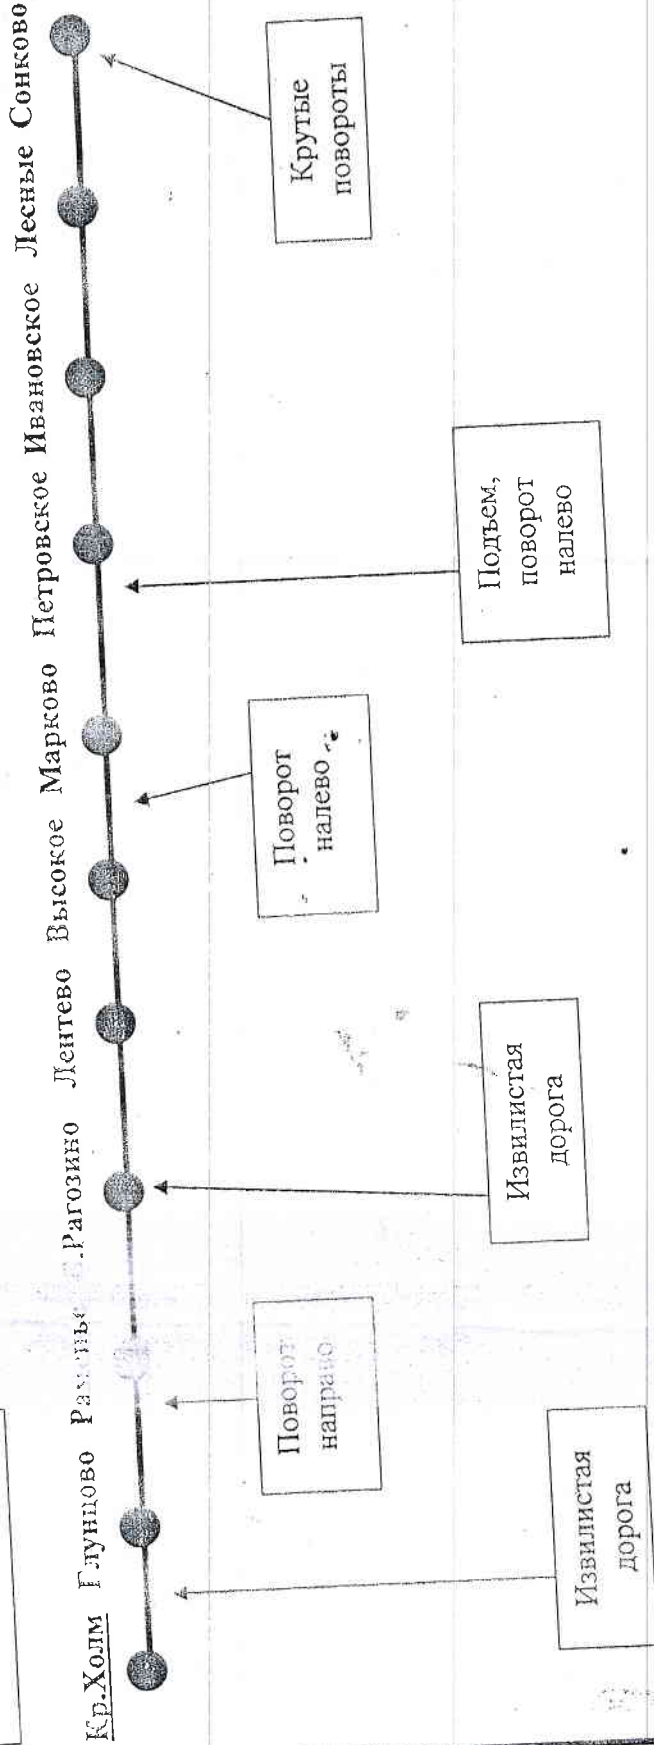 Кр.Холм Глунцово Раменье с.Рагозино Лентево Высокое Марково Петровское Ивановское Лесные Сонково
Извилистая
дорога
Поворот
направо
Извилистая
дорога
Поворот
налево
Подъем,
поворот
налево
Крутые
повороты